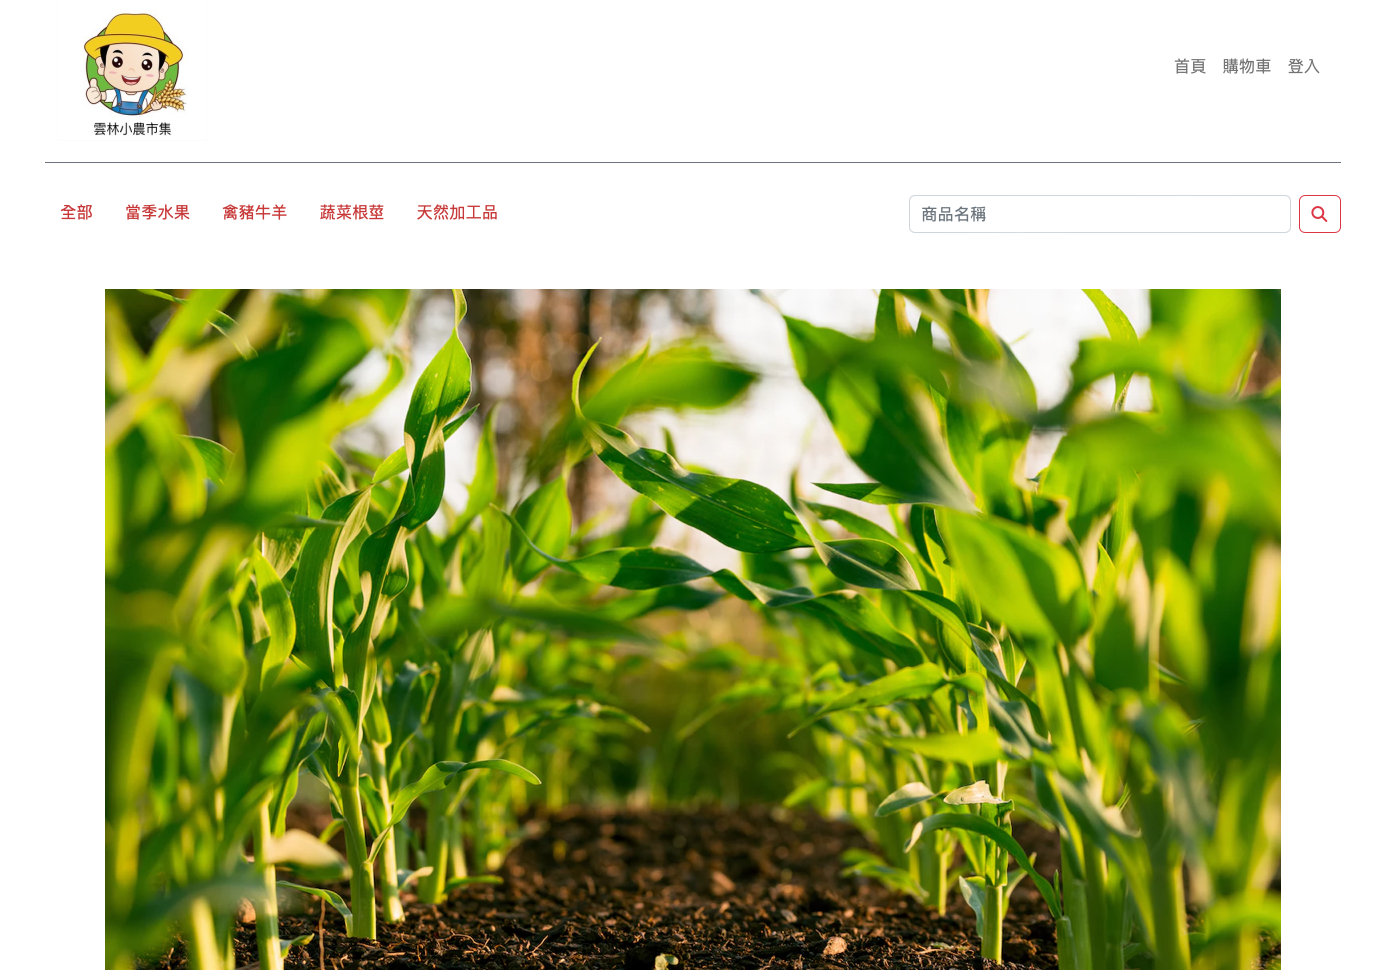 雲林小農市集
首頁 購物車 登入
全部 當季水果 禽豬牛羊 蔬菜根莖 天然加工品
商品名稱